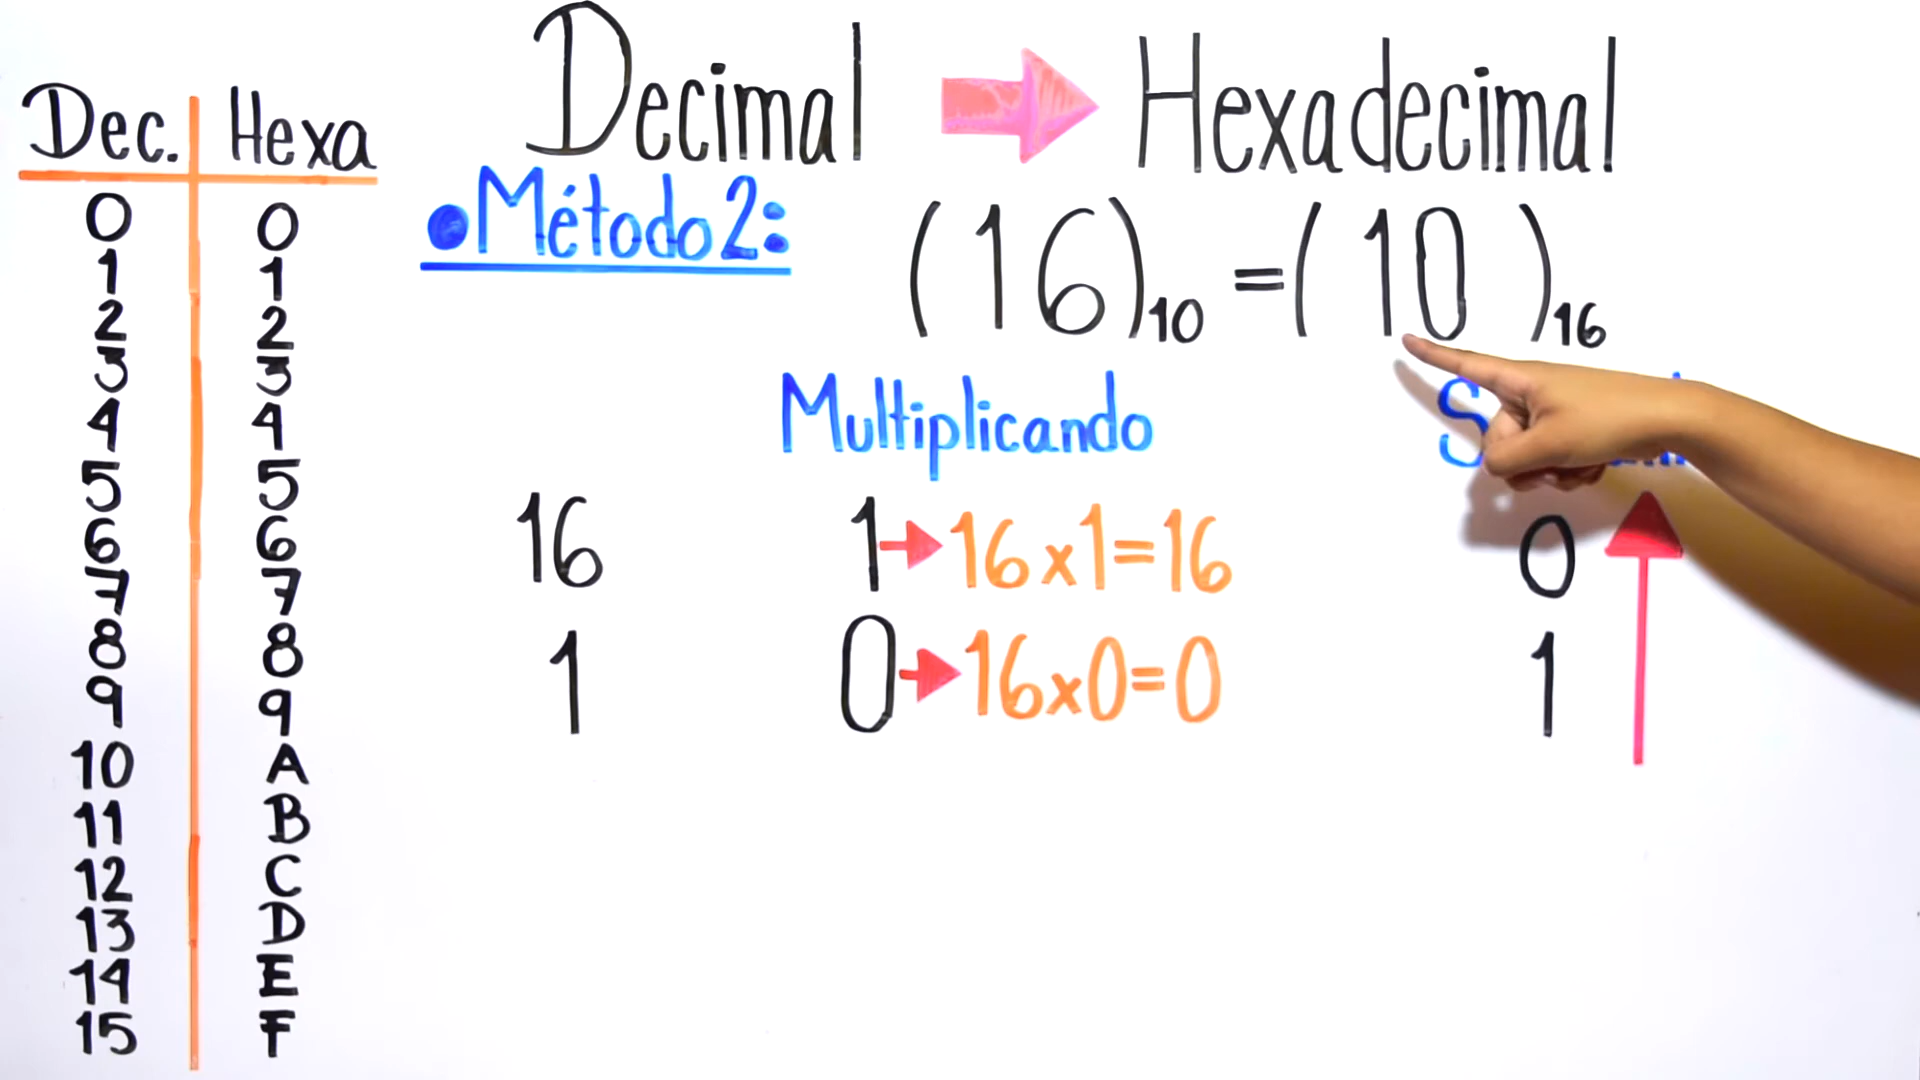 Decimal ➡ Hexadecimal
•Método 2:
(16)10 = (10)16
Multiplicando
16 1→16x1=16 0
1 0→16x0=0 1
Dec. Hexa
0 0
1 1
2 2
3 3
4 4
5 5
6 6
7 7
8 8
9 9
10 A
11 B
12 C
13 D
14 E
15 F